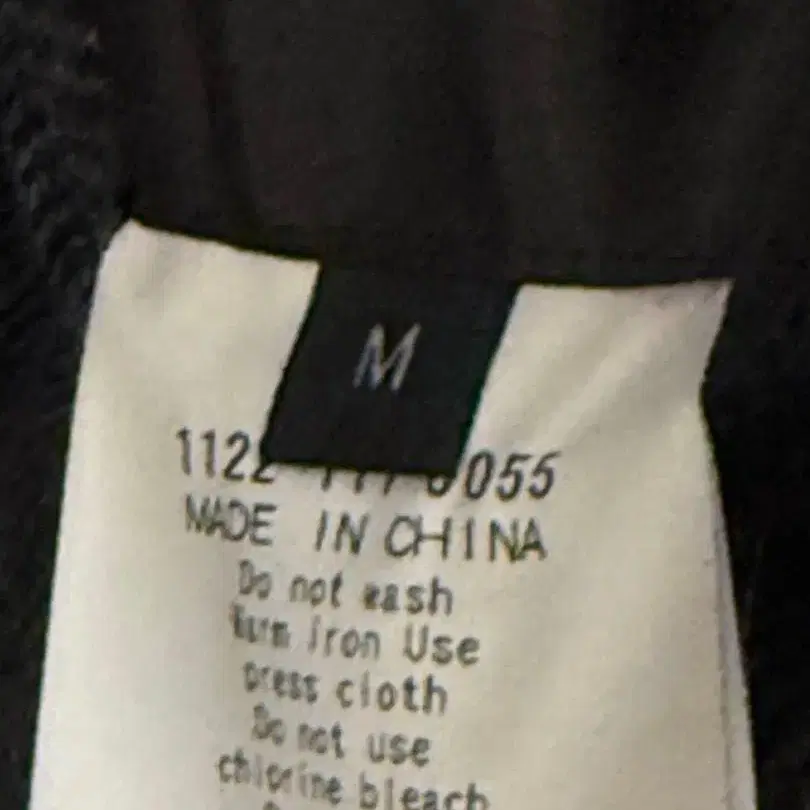 M
MADE IN CHINA
Do not wash
Warm iron Use
press cloth
Do not use
chlorine bleach